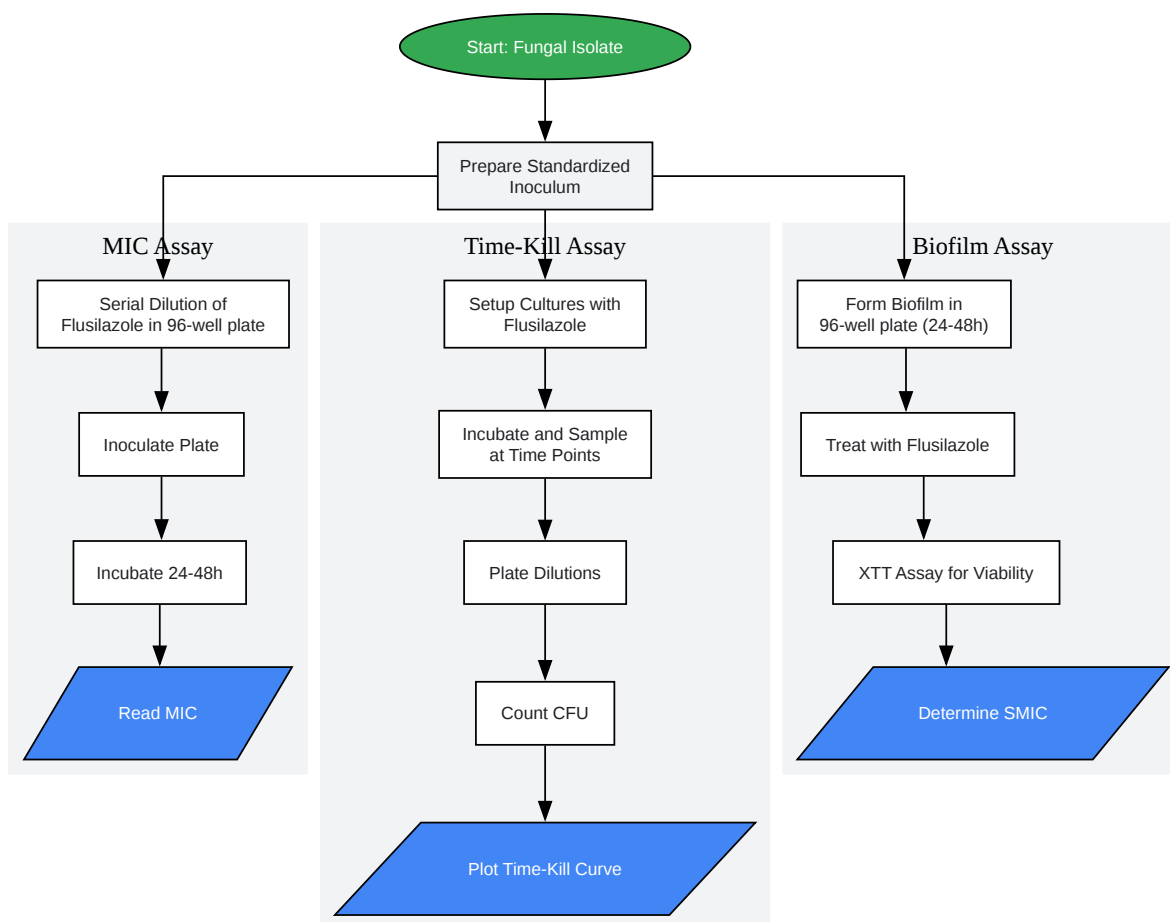 Start: Fungal Isolate
Prepare Standardized
Inoculum
MIC Assay
Serial Dilution of
Flusilazole in 96-well plate
Inoculate Plate
Incubate 24-48h
Read MIC
Time-Kill Assay
Setup Cultures with
Flusilazole
Incubate and Sample
at Time Points
Plate Dilutions
Count CFU
Plot Time-Kill Curve
Biofilm Assay
Form Biofilm in
96-well plate (24-48h)
Treat with Flusilazole
XTT Assay for Viability
Determine SMIC